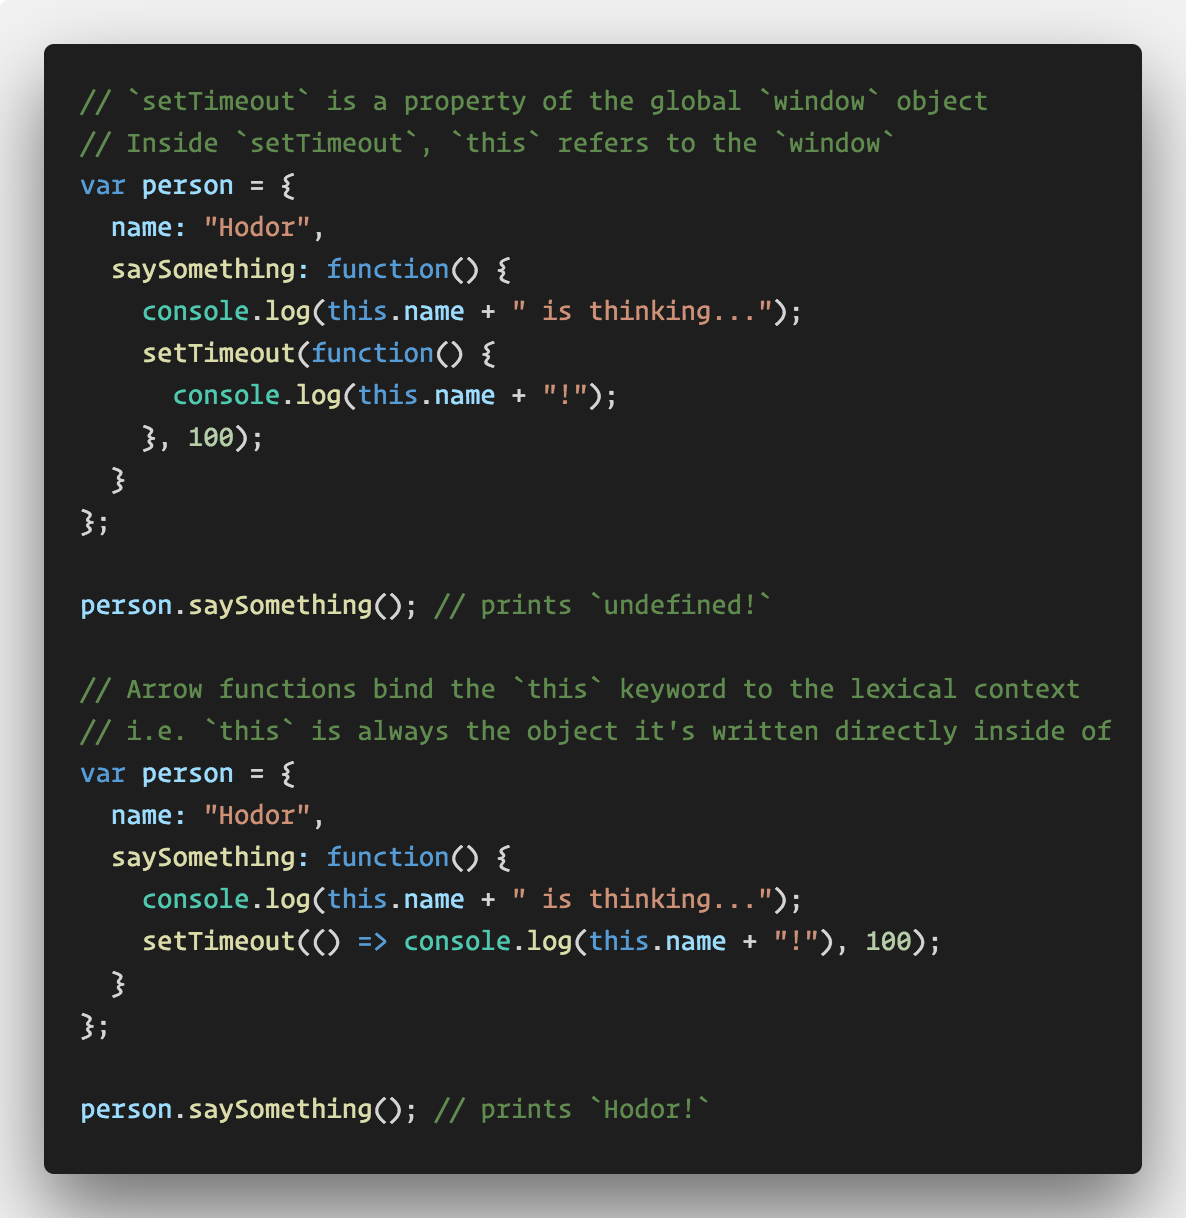 // `setTimeout` is a property of the global `window` object
// Inside `setTimeout`, `this` refers to the `window`
var person = {
  name: "Hodor",
  saySomething: function() {
    console.log(this.name + " is thinking...");
    setTimeout(function() {
      console.log(this.name + "!");
    }, 100);
  }
};

person.saySomething(); // prints `undefined!`

// Arrow functions bind the `this` keyword to the lexical context
// i.e. `this` is always the object it's written directly inside of
var person = {
  name: "Hodor",
  saySomething: function() {
    console.log(this.name + " is thinking...");
    setTimeout(() => console.log(this.name + "!"), 100);
  }
};

person.saySomething(); // prints `Hodor!`